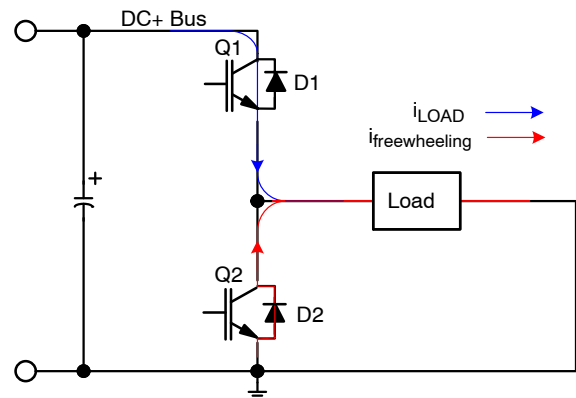 DC+ Bus
Q1
D1
iLOAD
ifreewheeling
+
Load
Q2
D2